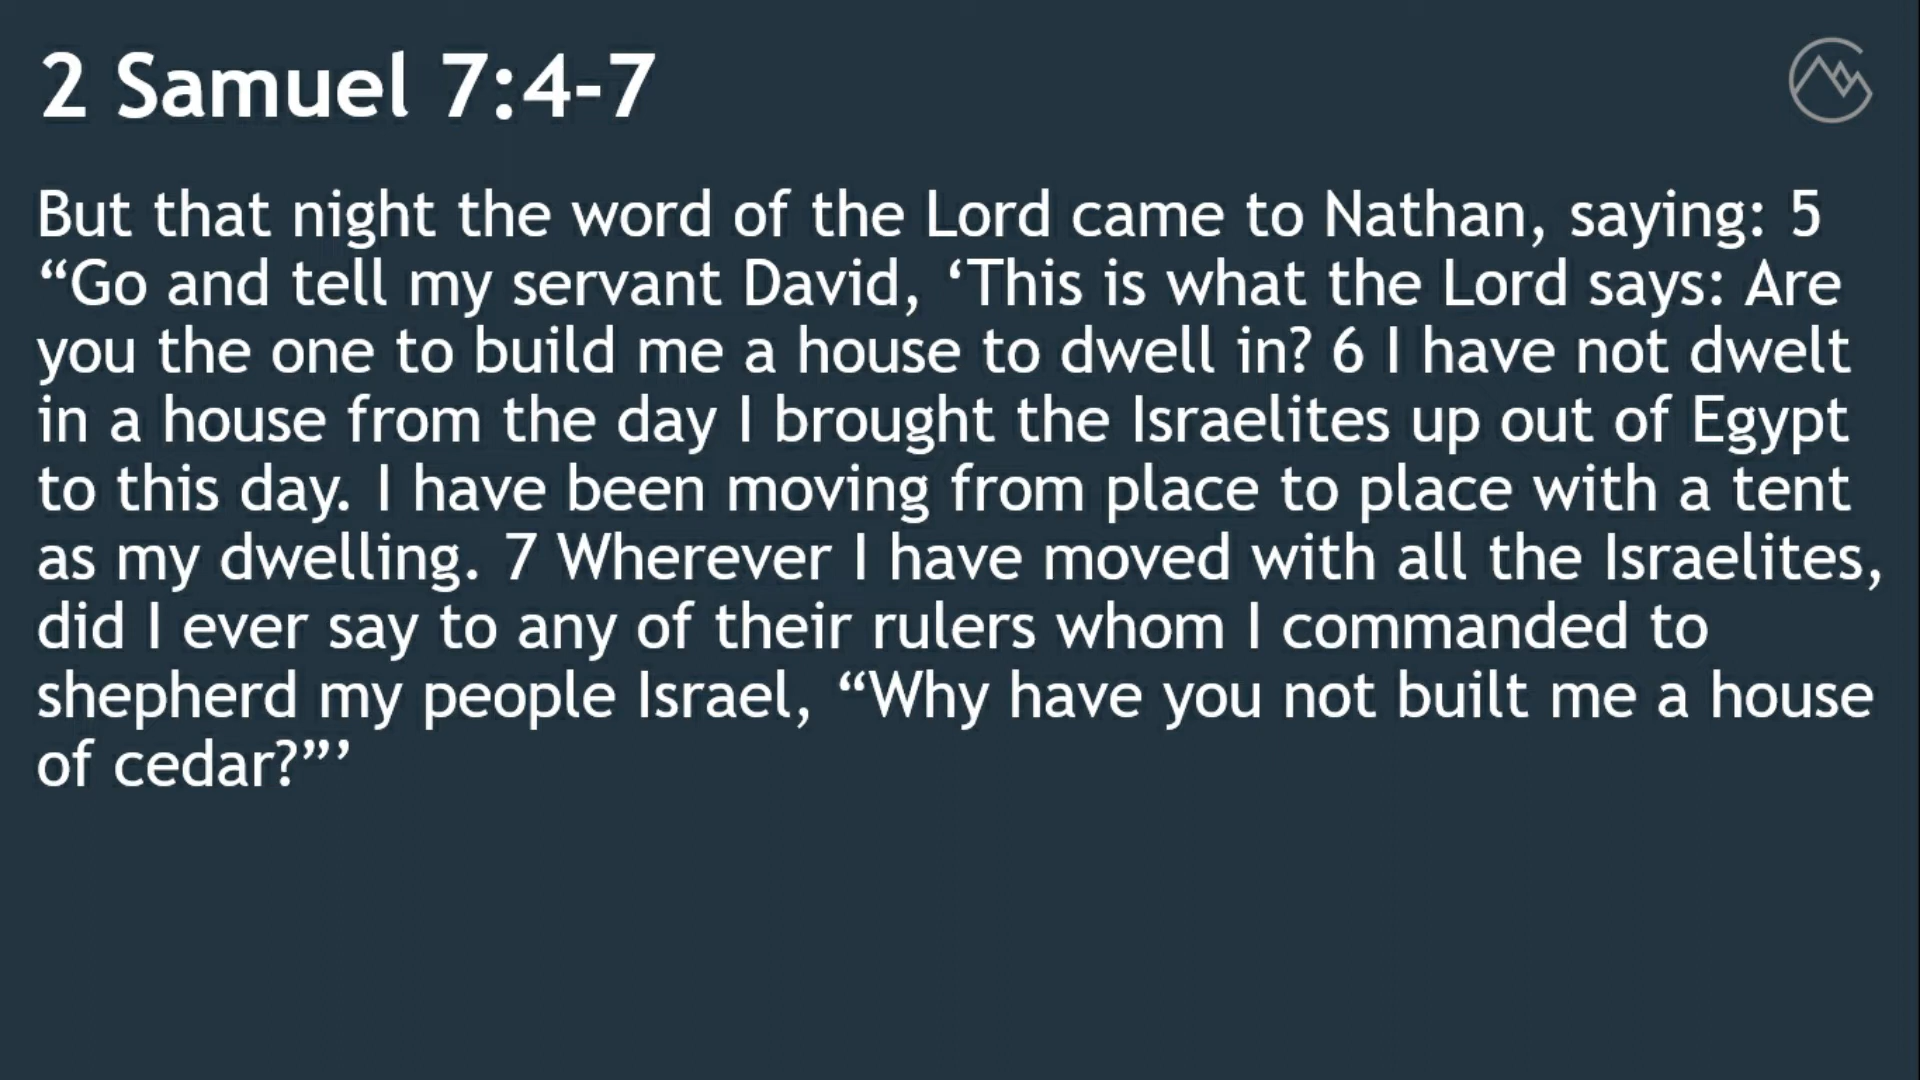 2 Samuel 7:4-7
But that night the word of the Lord came to Nathan, saying: 5
“Go and tell my servant David, ‘This is what the Lord says: Are
you the one to build me a house to dwell in? 6 I have not dwelt
in a house from the day I brought the Israelites up out of Egypt
to this day. I have been moving from place to place with a tent
as my dwelling. 7 Wherever I have moved with all the Israelites,
did I ever say to any of their rulers whom I commanded to
shepherd my people Israel, “Why have you not built me a house
of cedar?”’